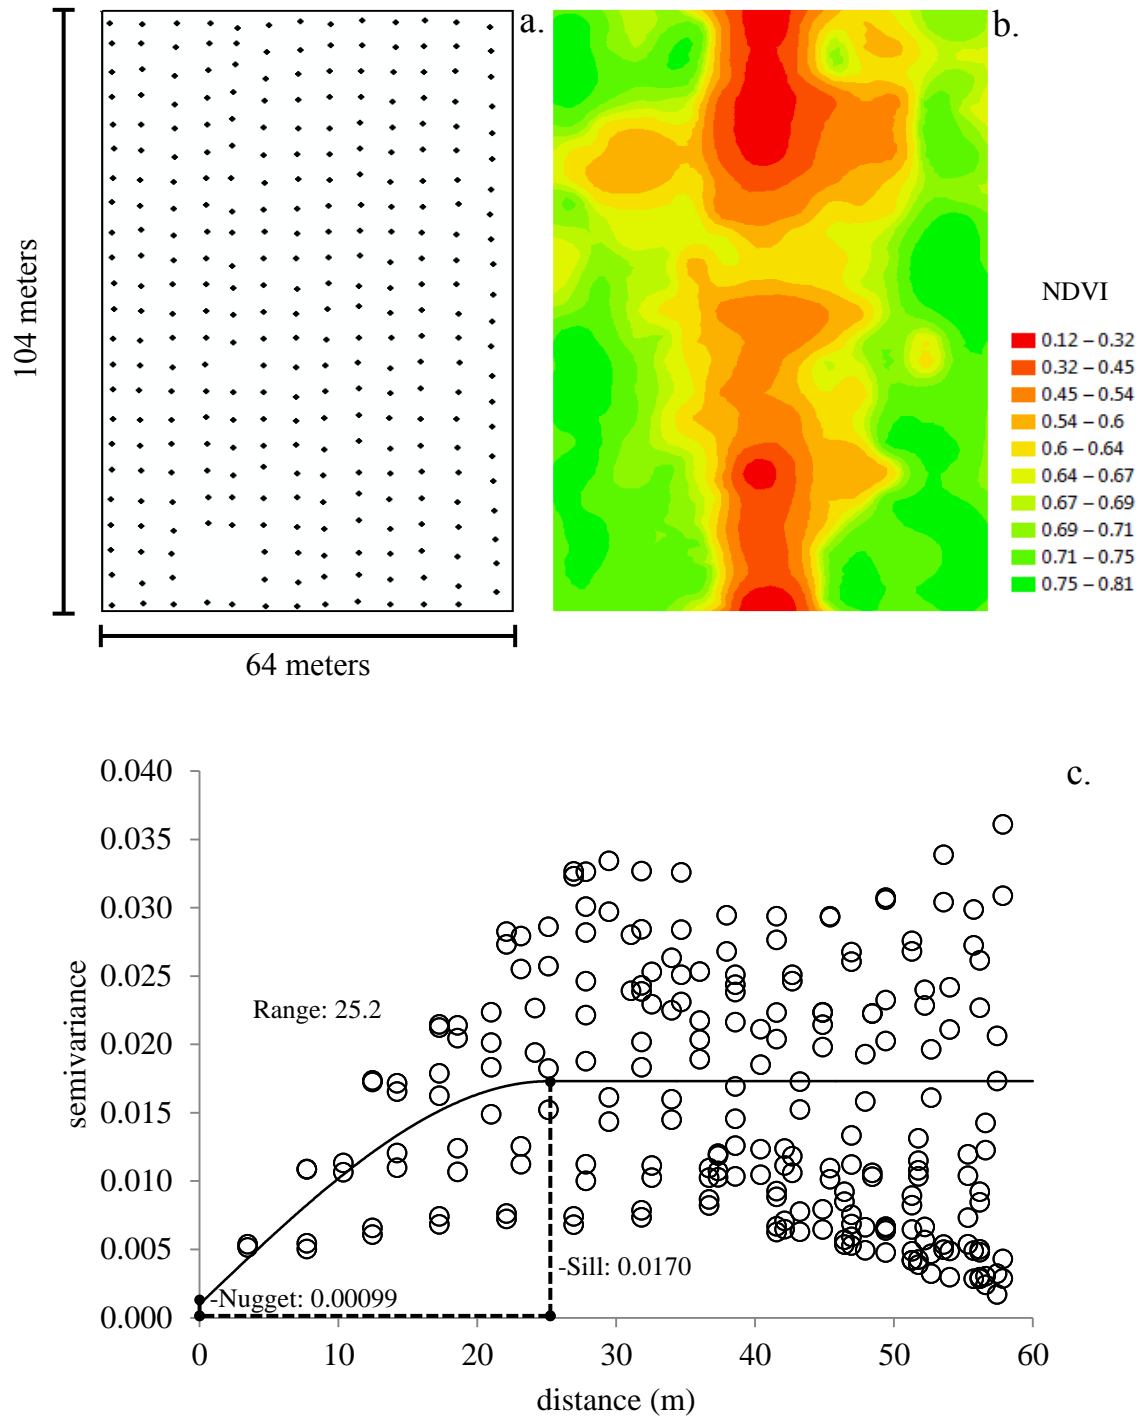 a.
b.
104 meters
64 meters
NDVI
0.12 – 0.32
0.32 – 0.45
0.45 – 0.54
0.54 – 0.6
0.6 – 0.64
0.64 – 0.67
0.67 – 0.69
0.69 – 0.71
0.71 – 0.75
0.75 – 0.81
c.
0.040
0.035
0.030
0.025
0.020
0.015
0.010
0.005
0.000
semivariance
Range: 25.2
-Sill: 0.0170
-Nugget: 0.00099
0 10 20 30 40 50 60
distance (m)